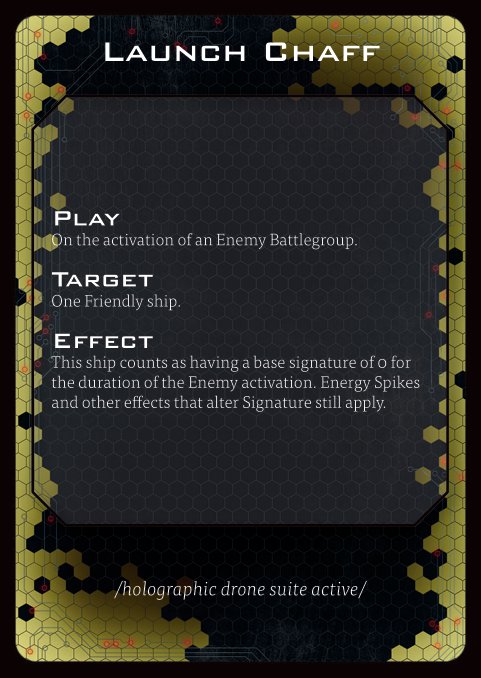 Launch Chaff
Play
On the activation of an Enemy Battlegroup.
Target
One Friendly ship.
Effect
This ship counts as having a base signature of 0 for
the duration of the Enemy activation. Energy Spikes
and other effects that alter Signature still apply.
/holographic drone suite active/